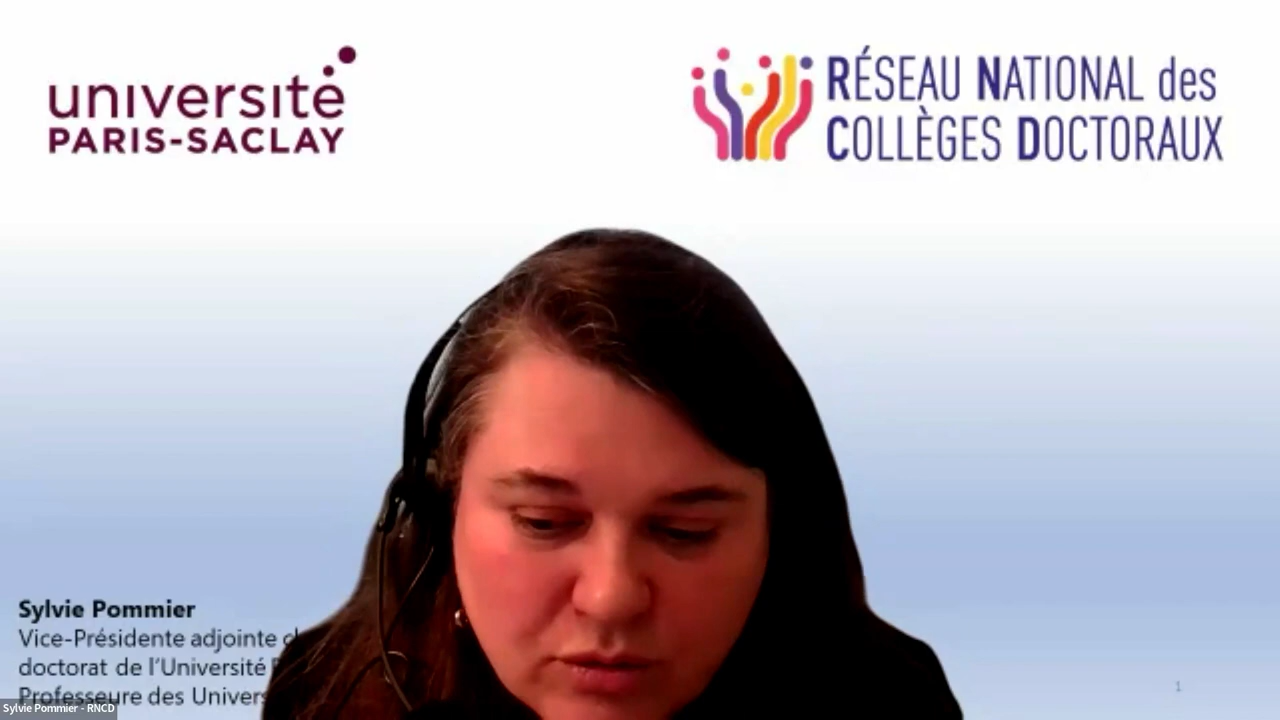 université
PARIS-SACLAY
RÉSEAU NATIONAL des
COLLÈGES DOCTORAUX
Sylvie Pommier
Vice-Présidente adjointe
doctorat de l'Université
Professeure des
Sylvie Pommier - RNCD
1